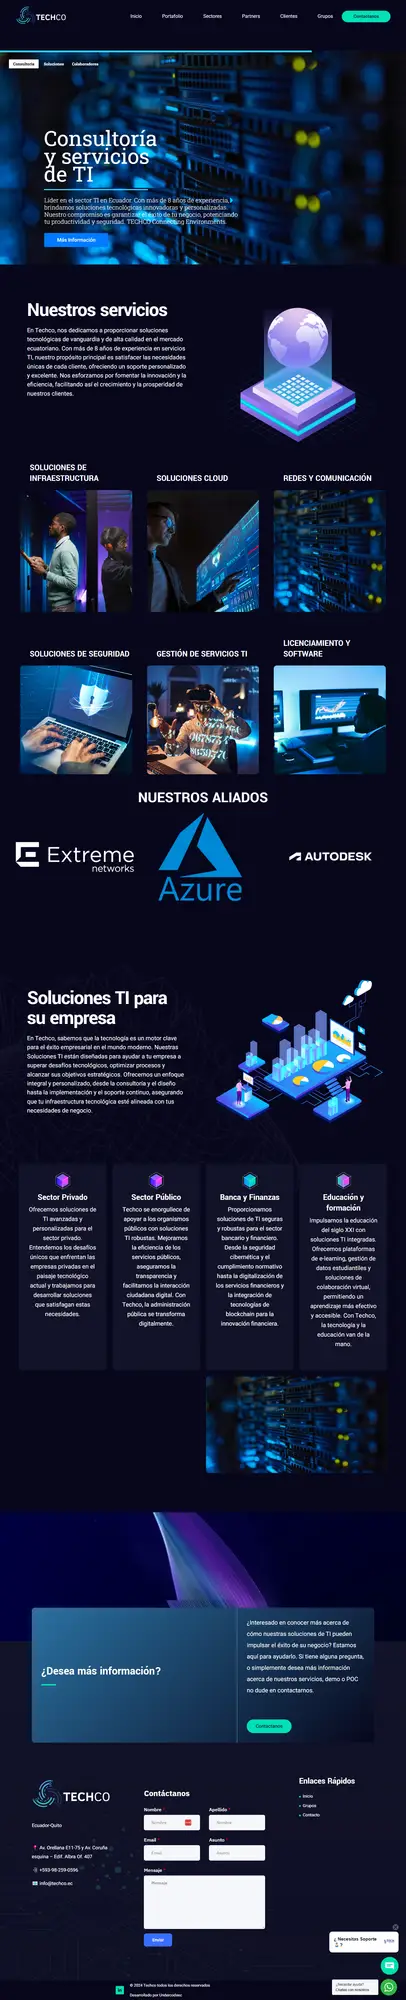 TECHCO
Inicio
Portafolio
Sectores
Partners
Clientes
Grupos
Contáctanos
Consultoría
Soluciones
Colaboradores
Consultoría
y servicios
de TI
Líder en el sector TI en Ecuador. Con más de 8 años de experiencia,
brindamos soluciones tecnológicas innovadoras y personalizadas.
Nuestro compromiso es garantizar el éxito de tu negocio, potenciando
tu productividad y seguridad. TECHCO Connecting Environments.
Más Información
Nuestros servicios
En Techco, nos dedicamos a proporcionar soluciones
tecnológicas de vanguardia y de alta calidad en el mercado
ecuatoriano. Con más de 8 años de experiencia en servicios
TI, nuestro propósito principal es satisfacer las necesidades
únicas de cada cliente, ofreciendo un soporte personalizado
y excelente. Nos esforzamos por fomentar la innovación y la
eficiencia, facilitando así el crecimiento y la prosperidad de
nuestros clientes.
SOLUCIONES DE
INFRAESTRUCTURA
SOLUCIONES CLOUD
REDES Y COMUNICACIÓN
SOLUCIONES DE SEGURIDAD
GESTIÓN DE SERVICIOS TI
LICENCIAMIENTO Y
SOFTWARE
NUESTROS ALIADOS
Extreme
networks
Azure
AUTODESK
Soluciones TI para
su empresa
En Techco, sabemos que la tecnología es un motor clave
para el éxito empresarial en el mundo moderno. Nuestras
Soluciones TI están diseñadas para ayudar a tu empresa a
superar desafíos tecnológicos, optimizar procesos y
alcanzar sus objetivos estratégicos. Ofrecemos un enfoque
integral y personalizado, desde la consultoría y el diseño
hasta la implementación y el soporte continuo, asegurando
que tu infraestructura tecnológica esté alineada con tus
necesidades de negocio.
Sector Privado
Ofrecemos soluciones de
TI avanzadas y
personalizadas para el
sector privado.
Entendemos los desafíos
únicos que enfrentan las
empresas privadas en el
paisaje tecnológico
actual y trabajamos para
desarrollar soluciones
que satisfagan estas
necesidades.
Sector Público
Techco se enorgullece de
apoyar a los organismos
públicos con soluciones
TI robustas. Mejoramos
la eficiencia de los
servicios públicos,
aseguramos la
transparencia y
facilitamos la interacción
ciudadana digital. Con
Techco, la administración
pública se transforma
digitalmente.
Banca y Finanzas
Proporcionamos
soluciones de TI seguras
y robustas para el sector
bancario y financiero.
Desde la seguridad
cibernética y el
cumplimiento normativo
hasta la digitalización de
los servicios financieros y
la integración de
tecnologías de
blockchain para la
innovación financiera.
Educación y
formación
Impulsamos la educación
del siglo XXI con
soluciones TI integradas.
Ofrecemos plataformas
de e-learning, gestión de
datos estudiantiles y
soluciones de
colaboración virtual,
permitiendo un
aprendizaje más efectivo
y accesible. Con Techco,
la tecnología y la
educación van de la
mano.
¿Desea más información?
¿Interesado en conocer más acerca de
cómo nuestras soluciones de TI pueden
impulsar el éxito de su negocio? Estamos
aquí para ayudarlo. Si tiene alguna pregunta,
o simplemente desea más información
acerca de nuestros servicios, demo o POC
no dude en contactarnos.
Contáctanos
TECHCO
Ecuador-Quito
Av. Orellana E11-75 y Av. Coruña
esquina – Edif. Albra Of. 407
+593-98-259-0596
info@techco.ec
Contáctanos
Nombre *
Apellido *
Nombre
Nombre
Email *
Asunto *
Email
Asunto
Mensaje *
Mensaje
Enviar
Enlaces Rápidos
Inicio
Grupos
Contacto
¿ Necesitas Soporte
?
© 2024 Techco todos los derechos reservados
Desarrollado por Undercodeec
¿Necesitas ayuda?
Chatea con nosotros